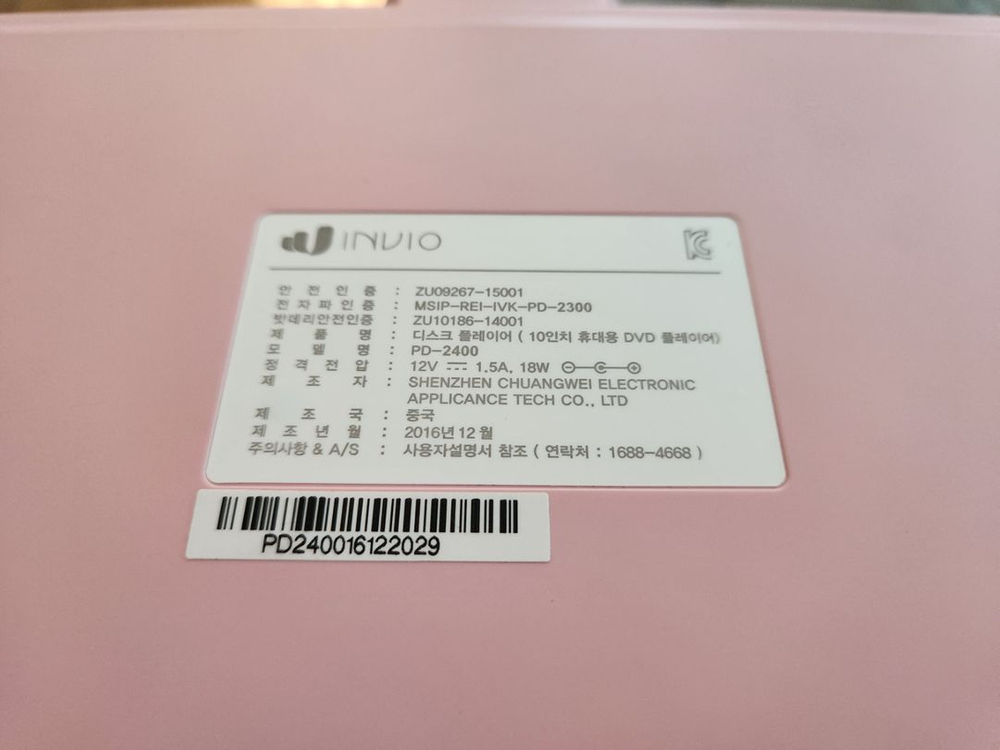 INVIO
안전인증 : ZU09267-15001
전자파인증 : MSIP-REI-IVK-PD-2300
밧데리안전인증 : ZU10186-14001
제품명 : 디스크 플레이어 ( 10인치 휴대용 DVD 플레이어)
모델명 : PD-2400
정격전압 : 12V 1.5A, 18W
제조자 : SHENZHEN CHUANGWEI ELECTRONIC
APPLICANCE TECH CO., LTD
제조국 : 중국
제조년월 : 2016년 12월
주의사항 & A/S : 사용자설명서 참조 ( 연락처 : 1688-4668 )
PD240016122029